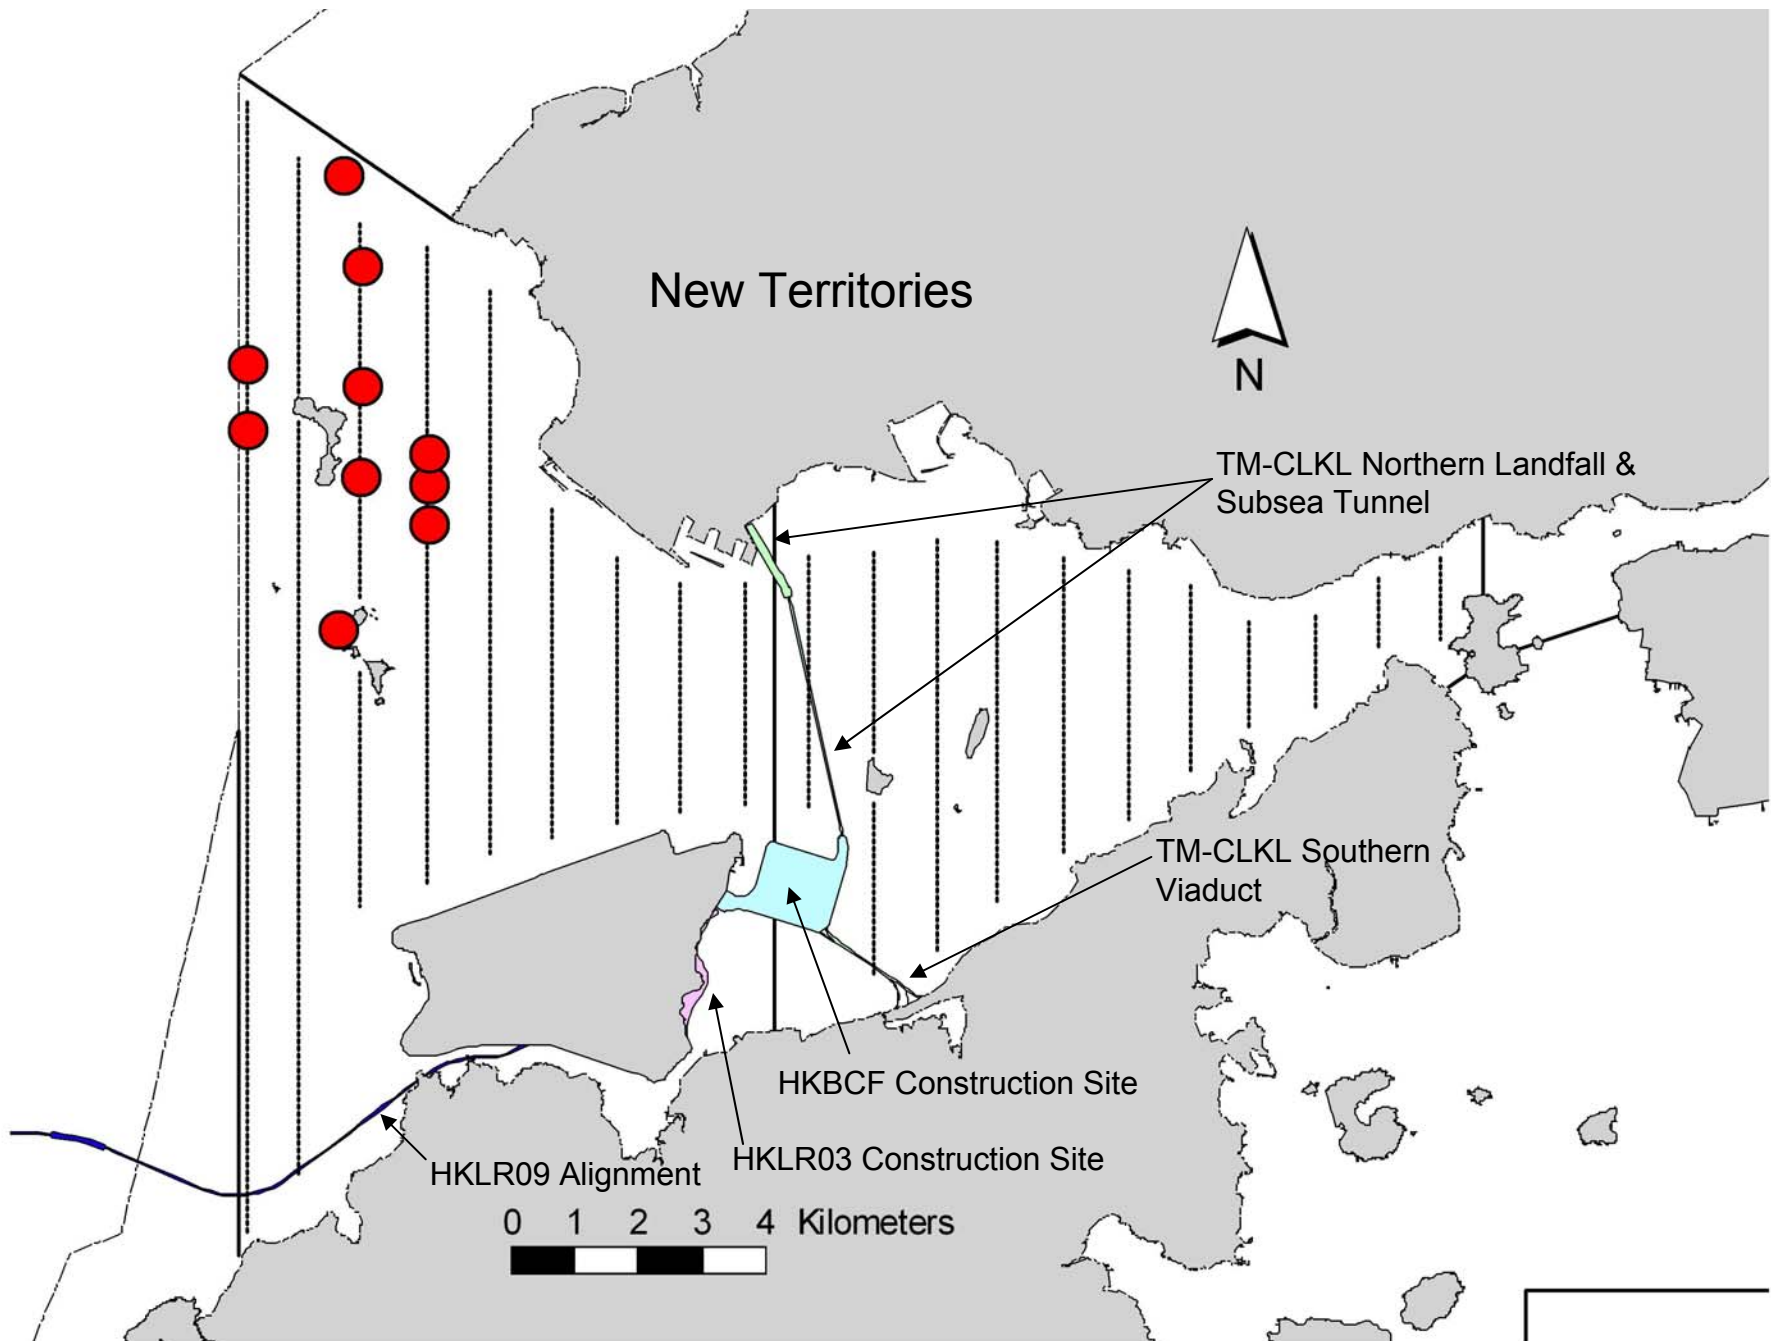 New Territories
N
TM-CLKL Northern Landfall &
Subsea Tunnel
TM-CLKL Southern
Viaduct
HKBCF Construction Site
HKLR03 Construction Site
HKLR09 Alignment
0 1 2 3 4 Kilometers